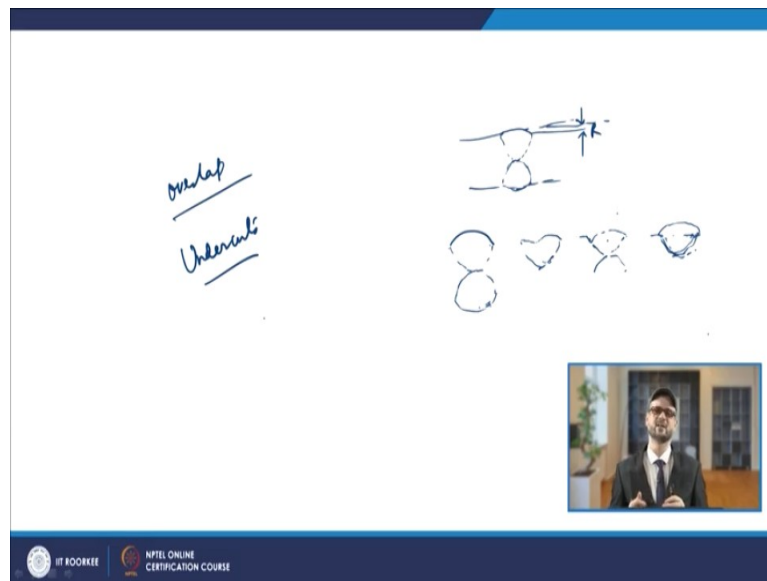 overlap
Undercuts
R
IIT ROORKEE
NPTEL ONLINE
CERTIFICATION COURSE